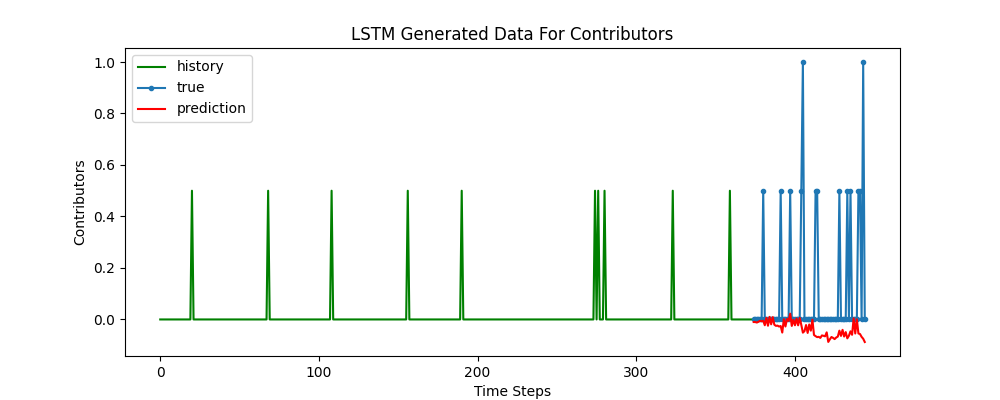 LSTM Generated Data For Contributors
history
true
prediction
Contributors
1.0
0.8
0.6
0.4
0.2
0.0
0 100 200 300 400
Time Steps